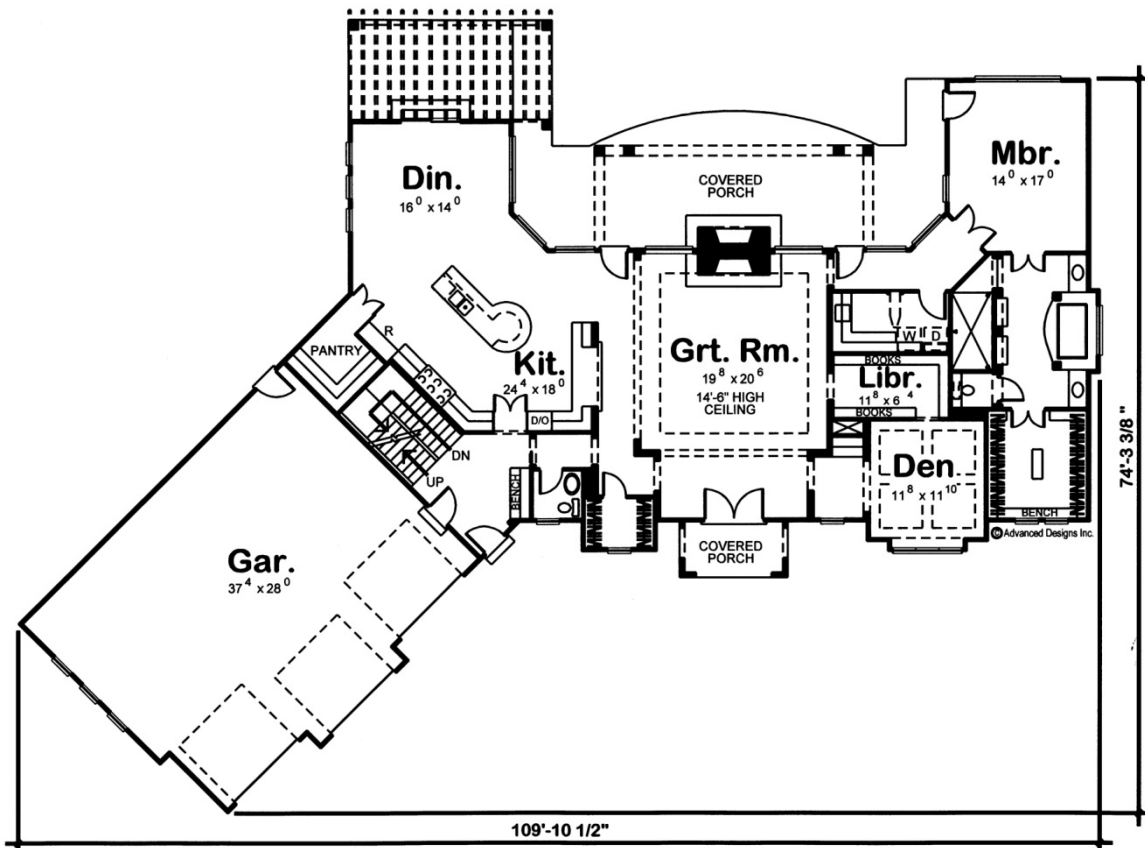 Din.
16⁰ x 14⁰
COVERED
PORCH
Mbr.
14⁰ x 17⁰
PANTRY
R
Kit.
24⁴ x 18⁰
D/O
Grt. Rm.
19⁸ x 20⁶
14'-6" HIGH
CEILING
W
D
BOOKS
Libr.
11⁸ x 6⁴
BOOKS
DN
UP
BENCH
Den
11⁸ x 11¹⁰
BENCH
© Advanced Designs Inc.
COVERED
PORCH
Gar.
37⁴ x 28⁰
74'-3 3/8"
109'-10 1/2"